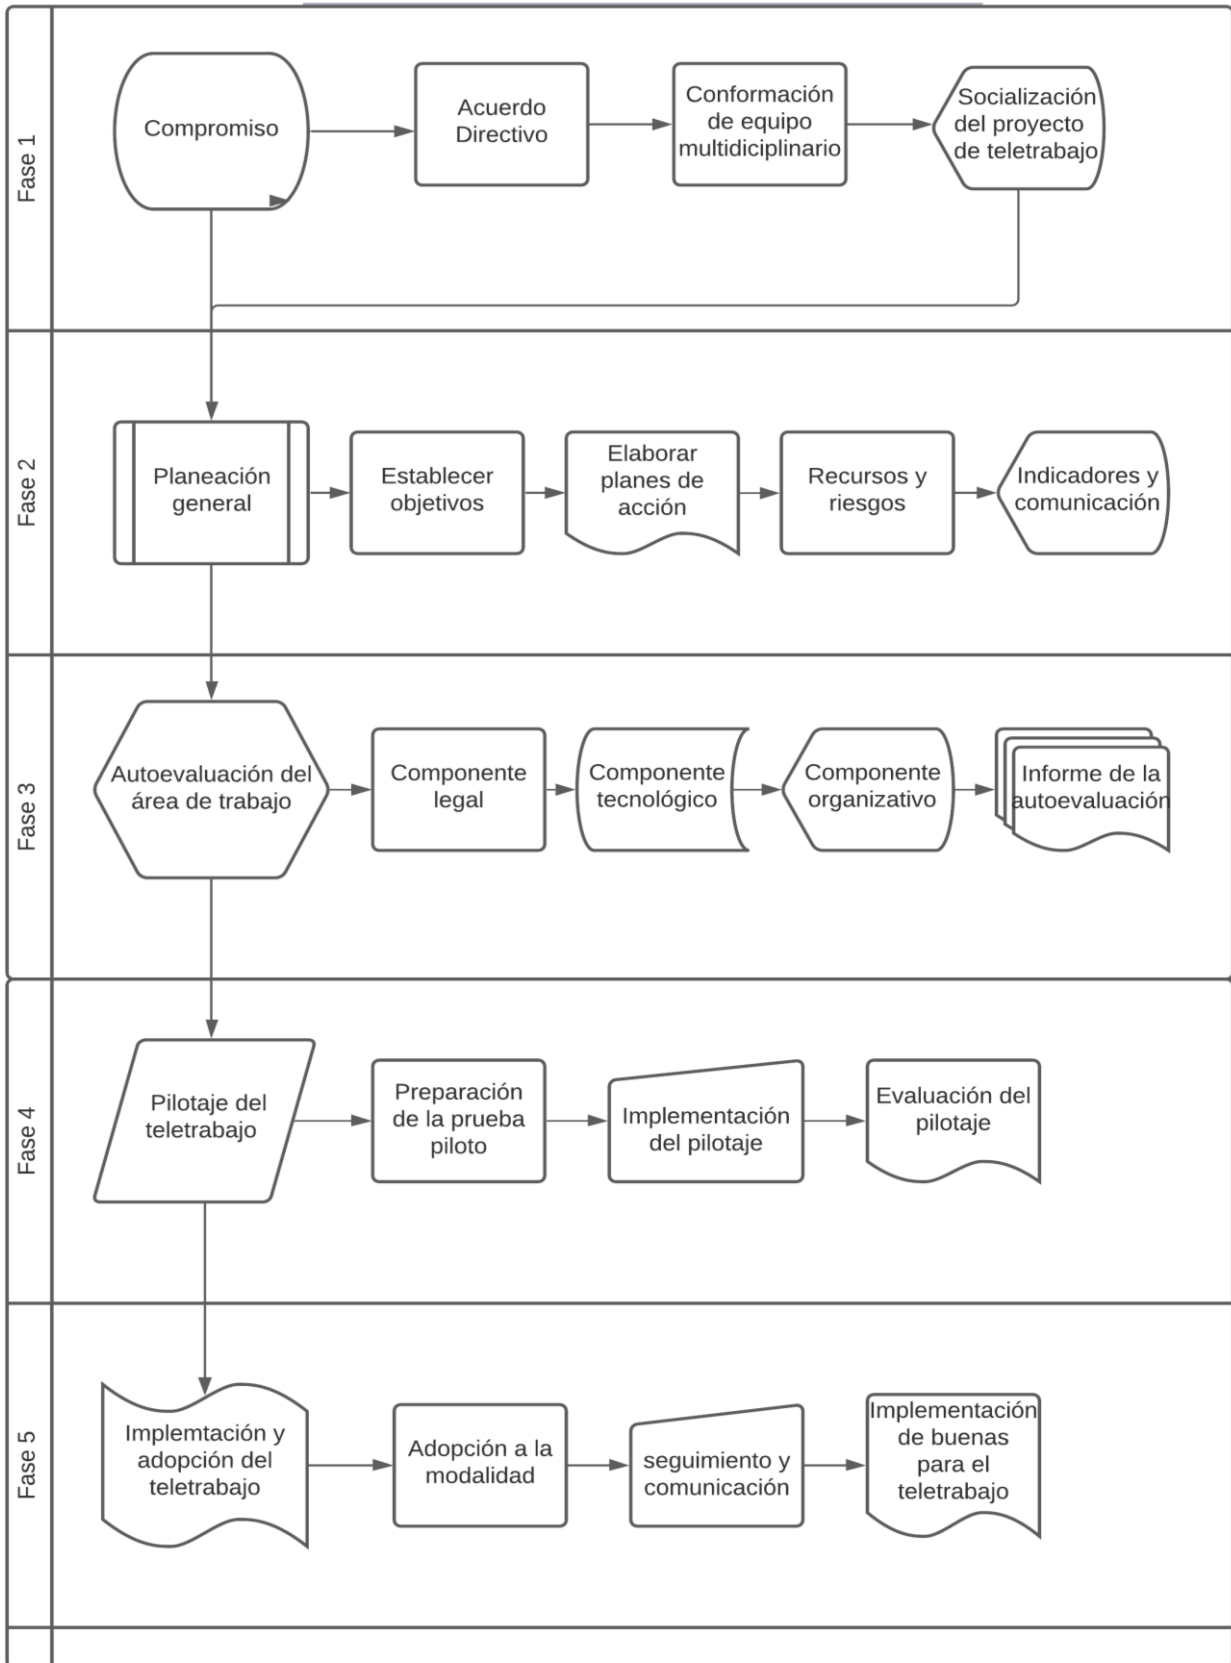 Fase 1
Compromiso
Acuerdo
Directivo
Conformación
de equipo
multidiciplinario
Socialización
del proyecto
de teletrabajo
Fase 2
Planeación
general
Establecer
objetivos
Elaborar
planes de
acción
Recursos y
riesgos
Indicadores y
comunicación
Fase 3
Autoevaluación del
área de trabajo
Componente
legal
Componente
tecnológico
Componente
organizativo
Informe de la
autoevaluación
Fase 4
Pilotaje del
teletrabajo
Preparación
de la prueba
piloto
Implementación
del pilotaje
Evaluación del
pilotaje
Fase 5
Implemtación y
adopción del
teletrabajo
Adopción a la
modalidad
seguimiento y
comunicación
Implementación
de buenas
para el
teletrabajo